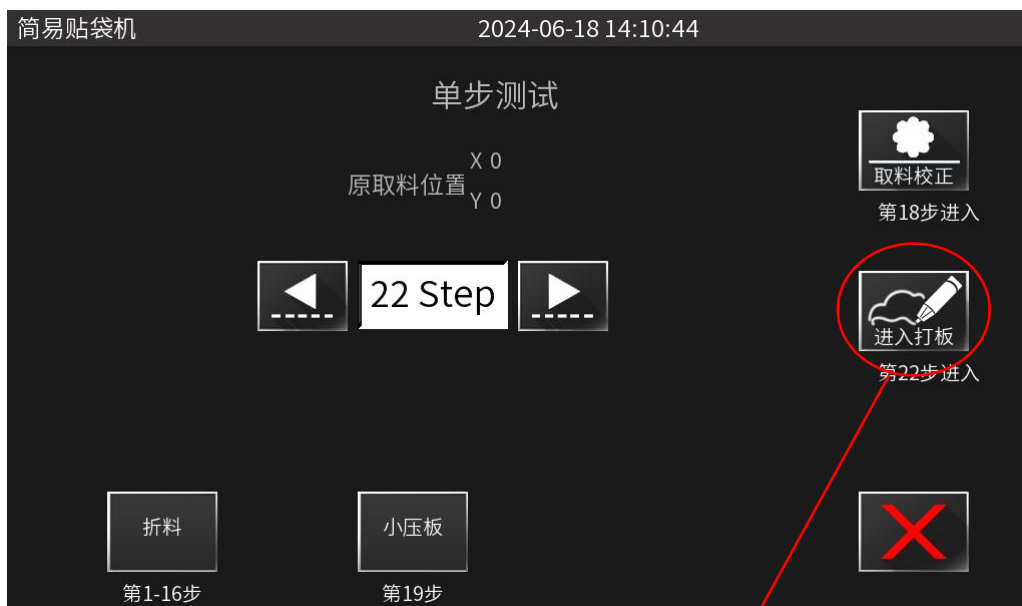 简易贴袋机
2024-06-18 14:10:44
单步测试
原取料位置
X 0
Y 0
取料校正
第18步进入
22 Step
进入打板
第22步进入
折料
小压板
第1-16步
第19步